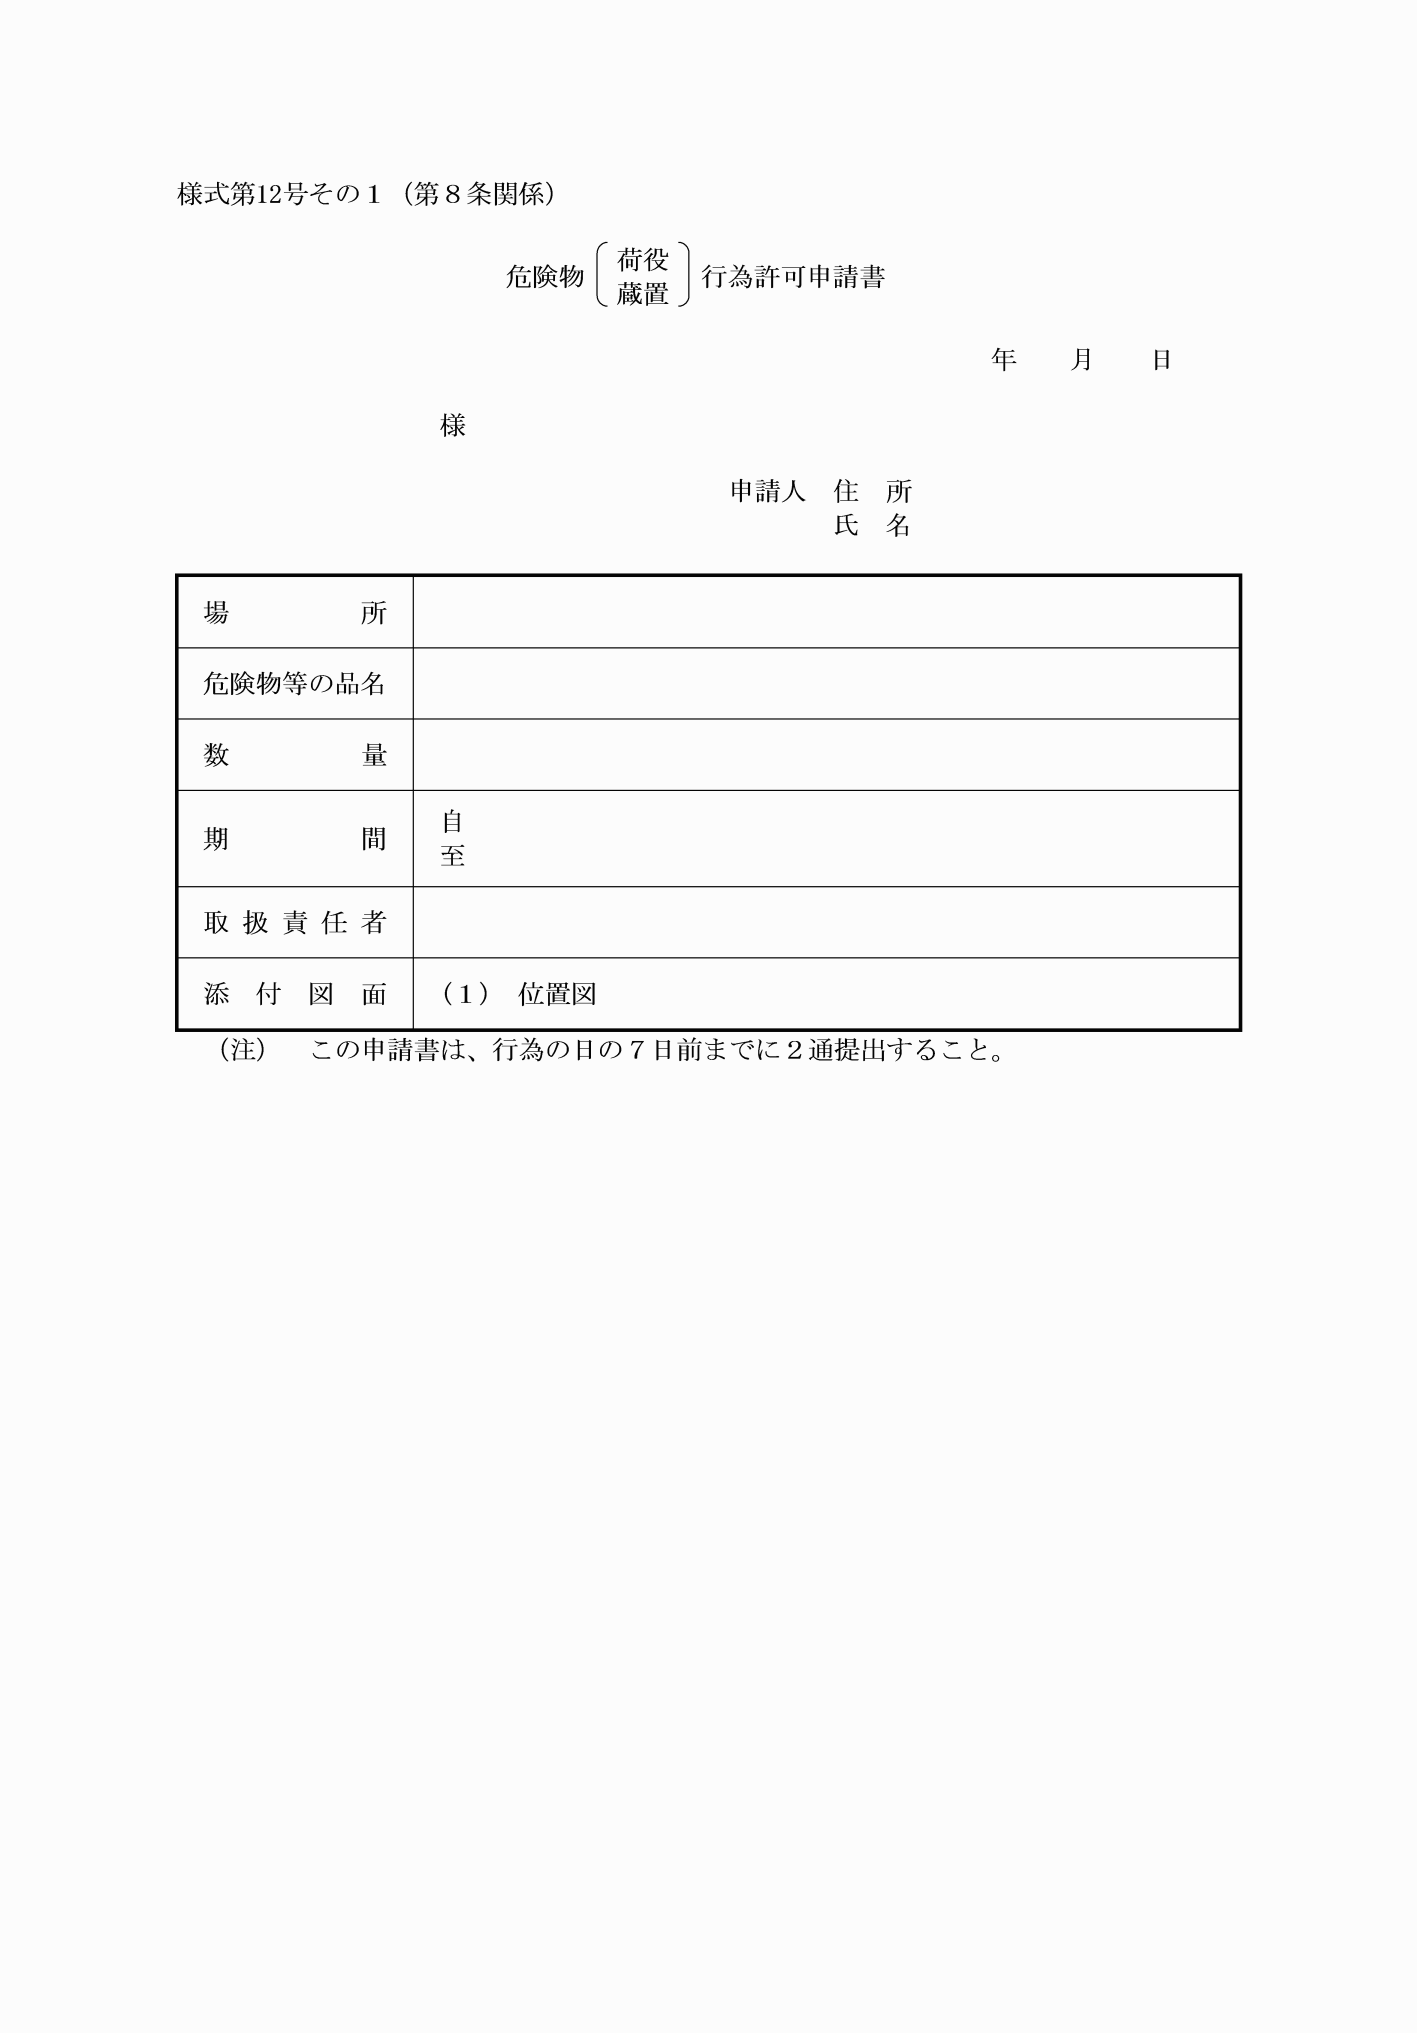 様式第12号その１（第８条関係）
危険物〔荷役
蔵置〕行為許可申請書
年　　月　　日
様
申請人　住　所
氏　名
場　　　　　所
危険物等の品名
数　　　　　量
期　　　　　間
自
至
取扱責任者
添　付　図　面
（１）　位置図
（注）　この申請書は、行為の日の７日前までに２通提出すること。